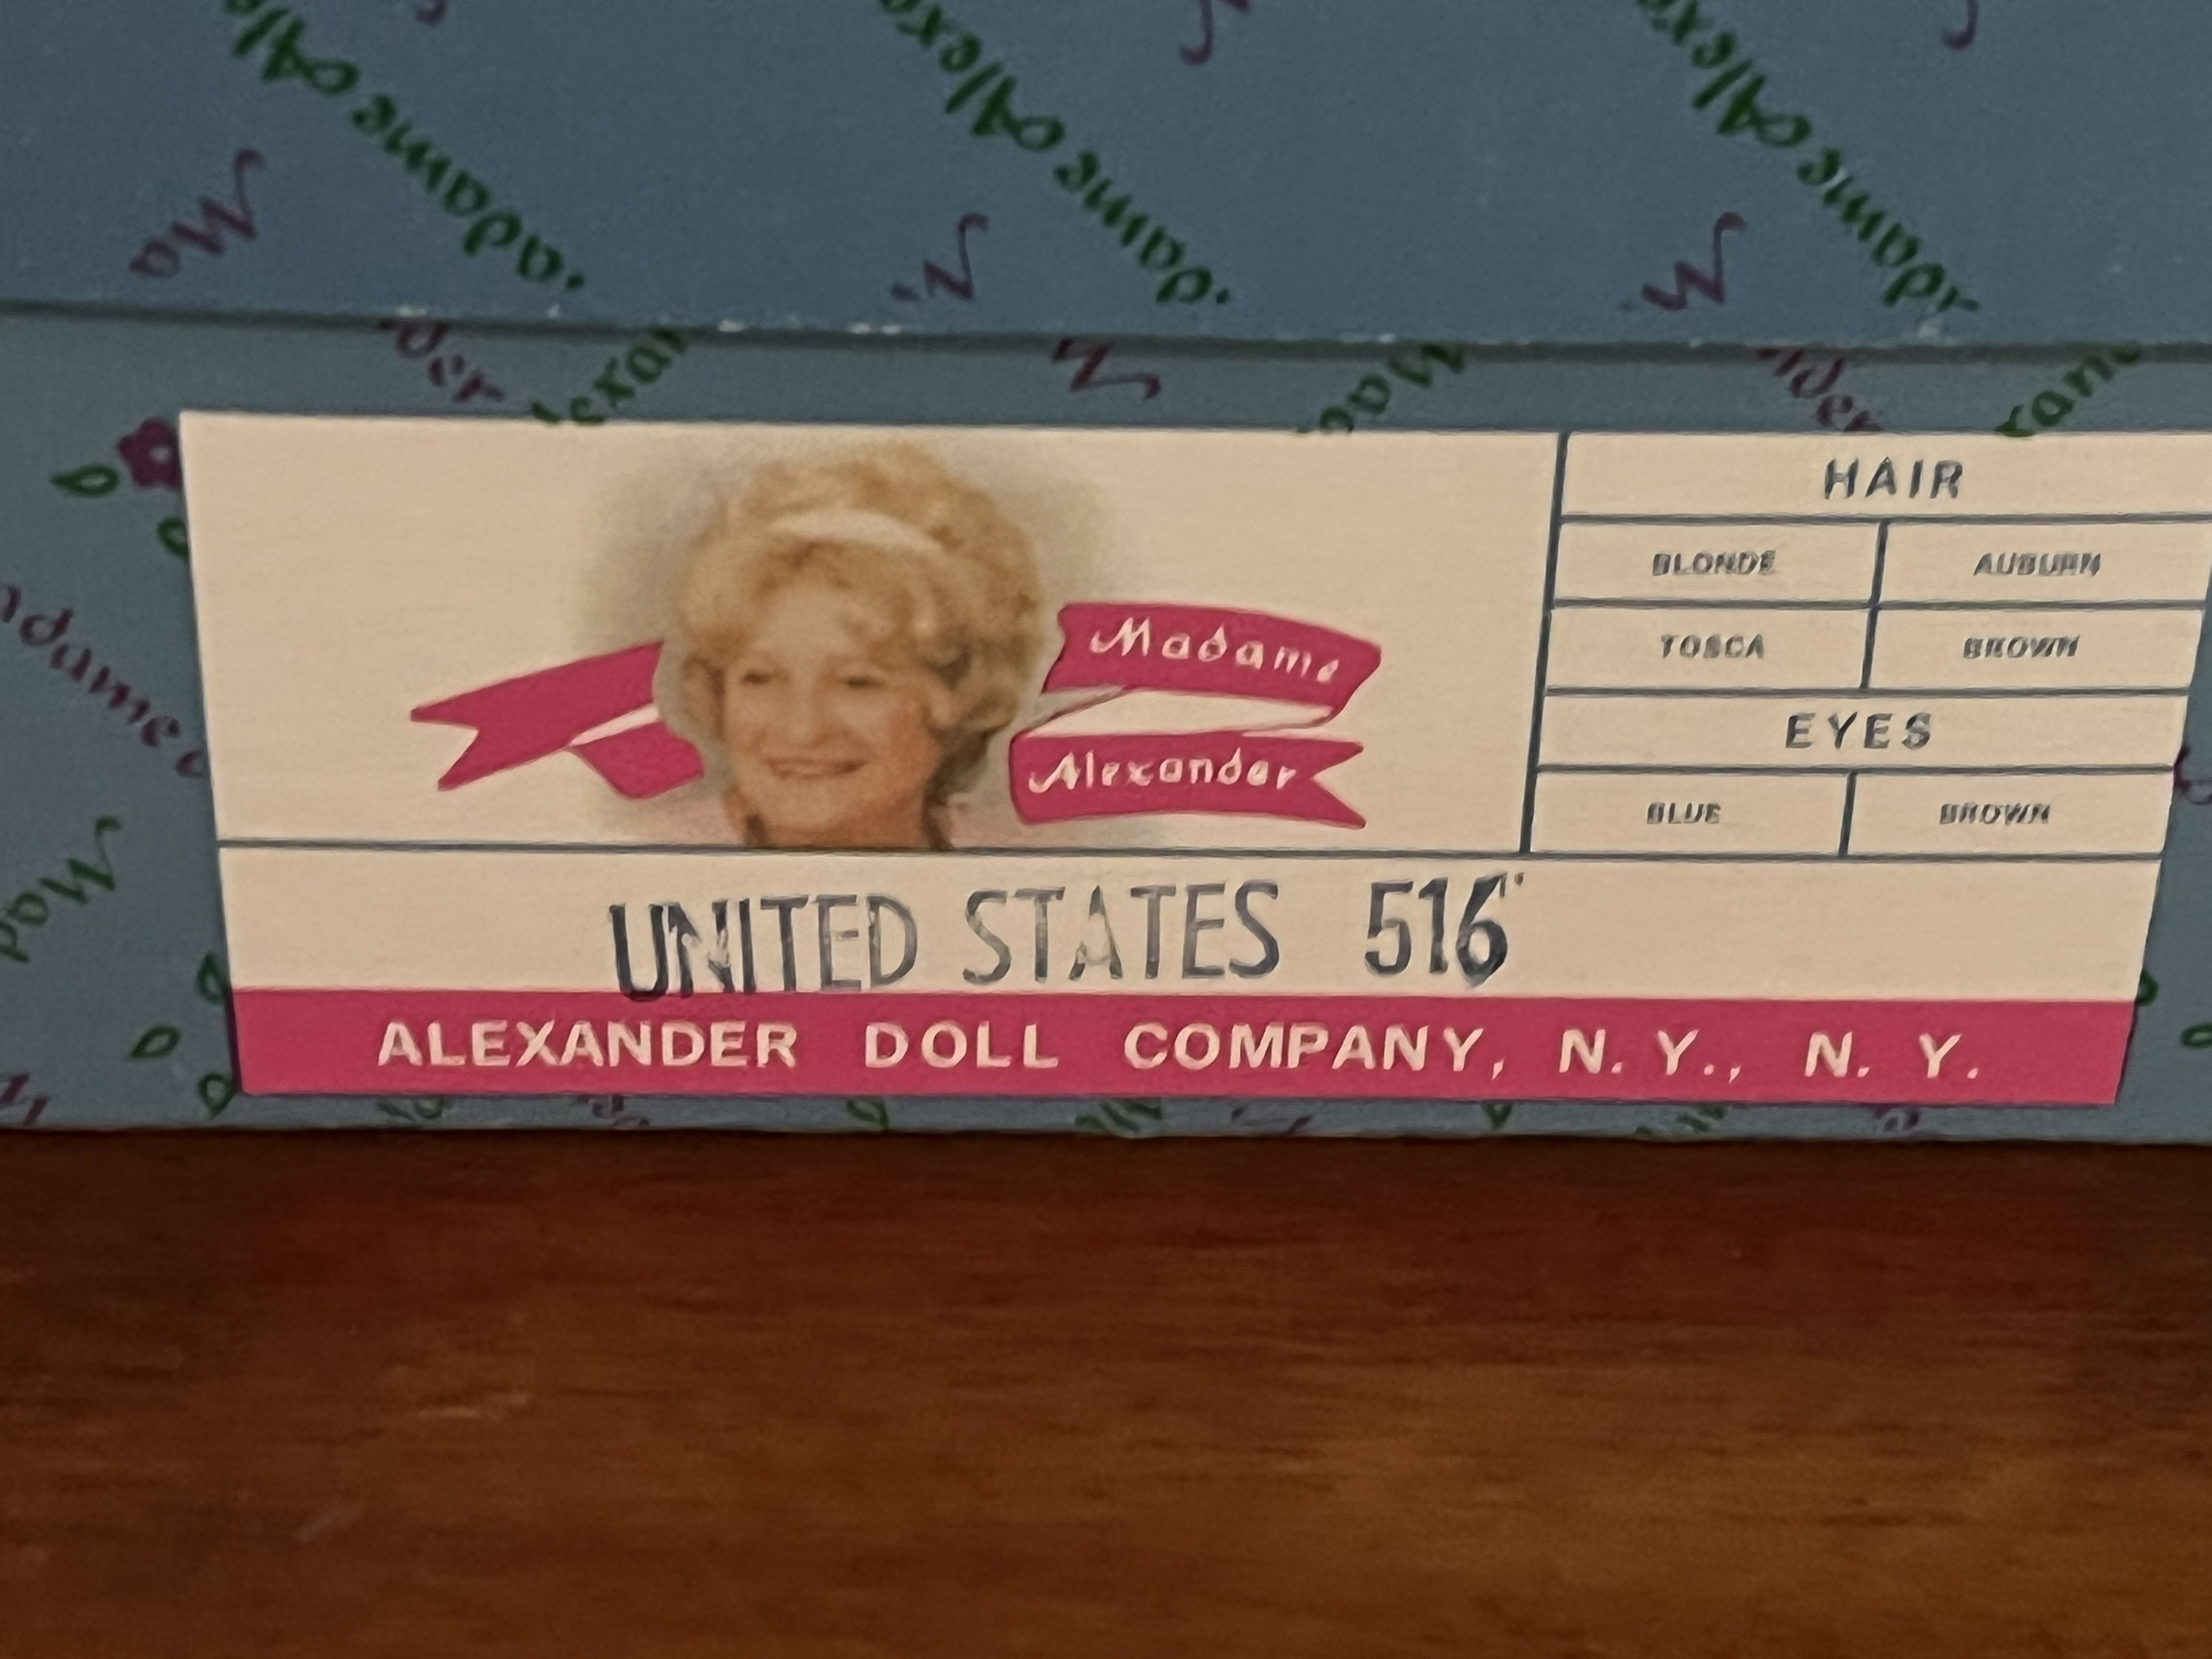 Madame
Alexander
HAIR
BLONDE AUBURN
TOSCA BROWN
EYES
BLUE BROWN
UNITED STATES 516
ALEXANDER DOLL COMPANY, N. Y., N. Y.